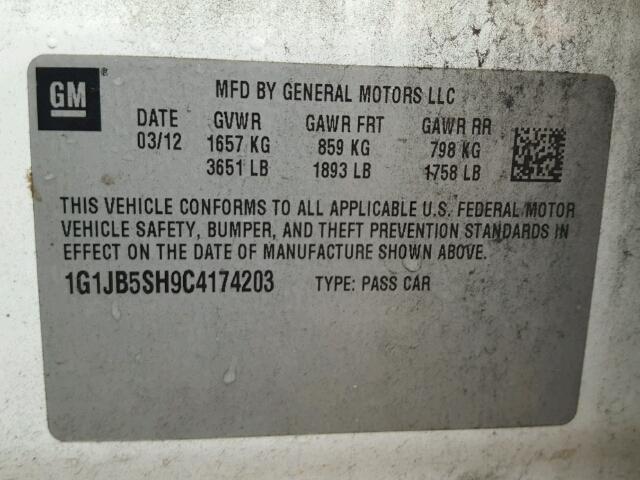 GM ®
MFD BY GENERAL MOTORS LLC
DATE GVWR GAWR FRT GAWR RR
03/12 1657 KG 859 KG 798 KG
3651 LB 1893 LB 1758 LB
THIS VEHICLE CONFORMS TO ALL APPLICABLE U.S. FEDERAL MOTOR
VEHICLE SAFETY, BUMPER, AND THEFT PREVENTION STANDARDS IN
EFFECT ON THE DATE OF MANUFACTURE SHOWN ABOVE.
1G1JB5SH9C4174203 TYPE: PASS CAR